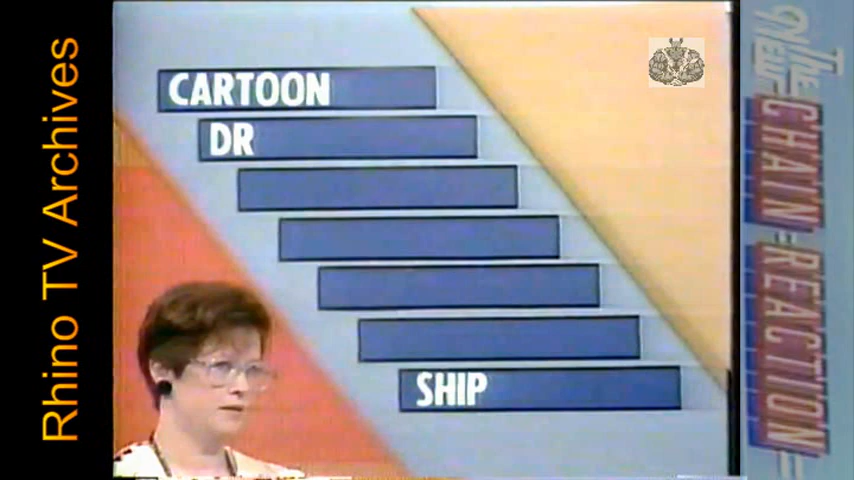 Rhino TV Archives
CARTOON
DR
SHIP
The
New
CHAIN
REACTION